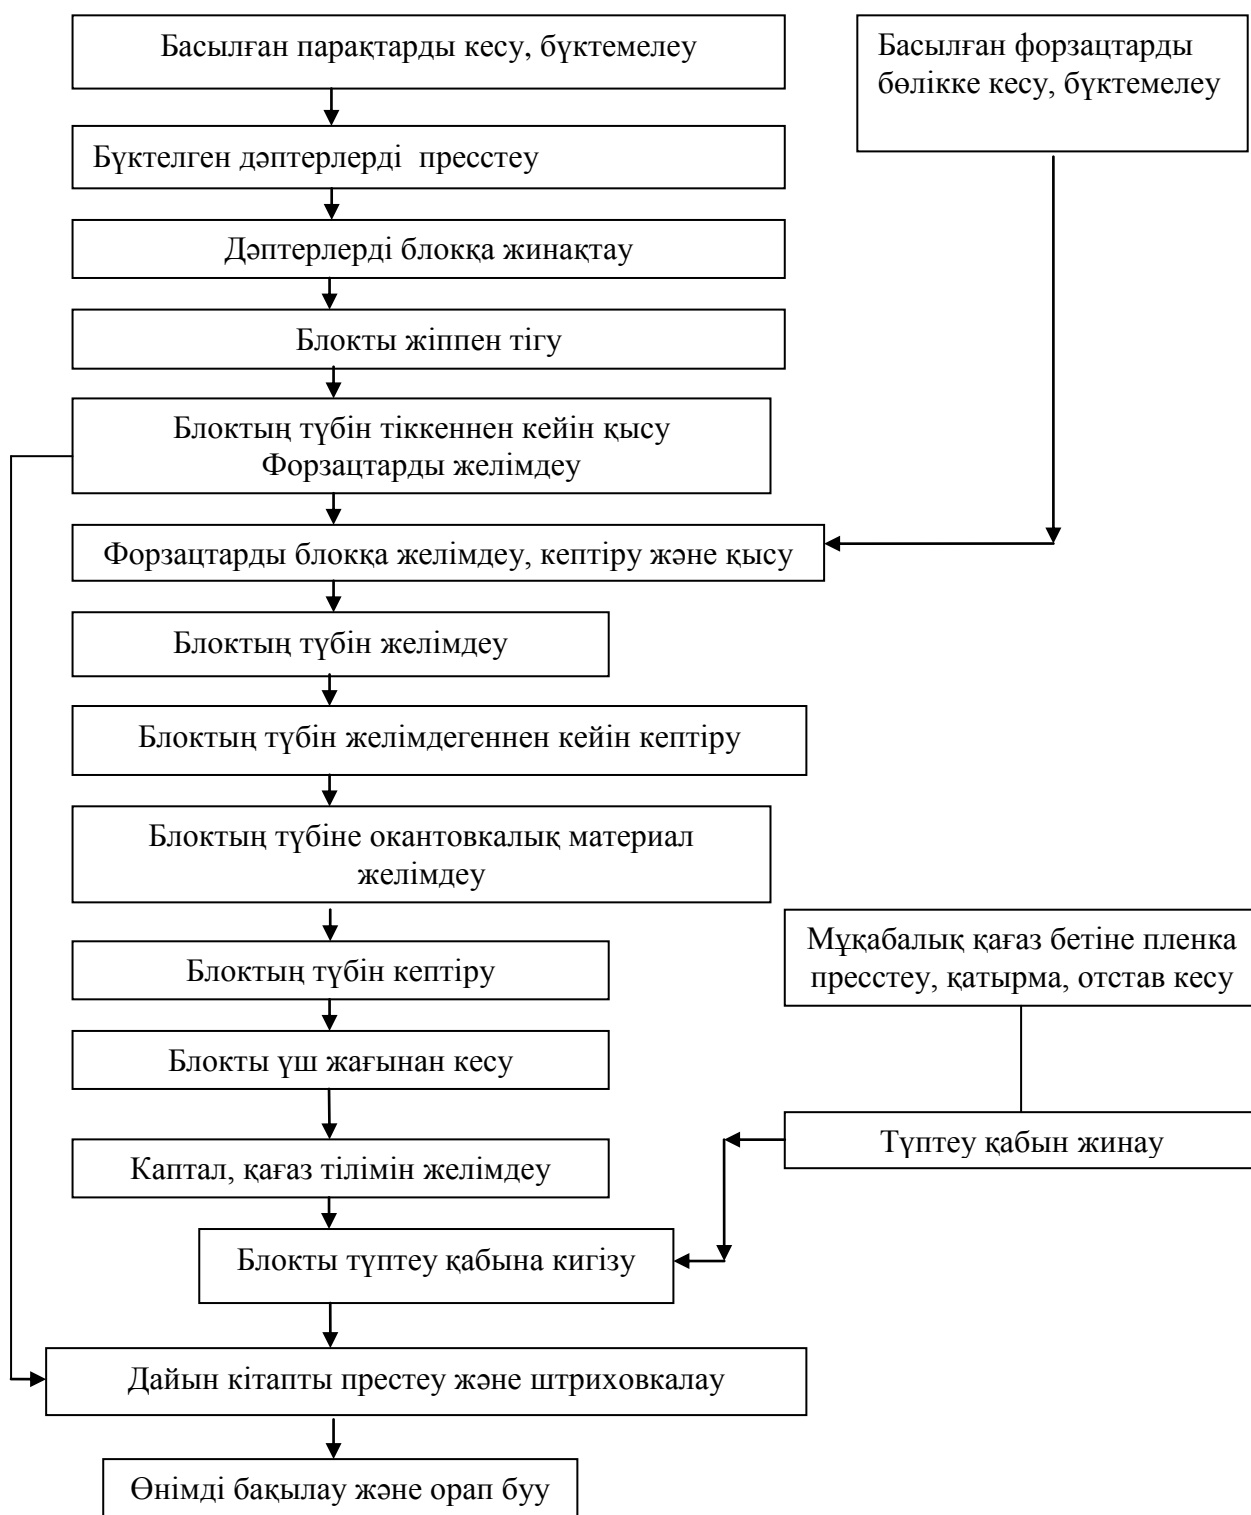 Басылған парақтарды кесу, бүктемелеу
Басылған форзацтарды
бөлікке кесу, бүктемелеу
Бүктелген дәптерлерді  пресстеу
Дәптерлерді блокқа жинақтау
Блокты жіппен тігу
Блоктың түбін тіккеннен кейін қысу
Форзацтарды желімдеу
Форзацтарды блокқа желімдеу, кептіру және қысу
Блоктың түбін желімдеу
Блоктың түбін желімдегеннен кейін кептіру
Блоктың түбіне окантовкалық материал
желімдеу
Мұқабалық қағаз бетіне пленка
пресстеу, қатырма, отстав кесу
Блоктың түбін кептіру
Блокты үш жағынан кесу
Түптеу қабын жинау
Каптал, қағаз тілімін желімдеу
Блокты түптеу қабына кигізу
Дайын кітапты престеу және штриховкалау
Өнімді бақылау және орап буу